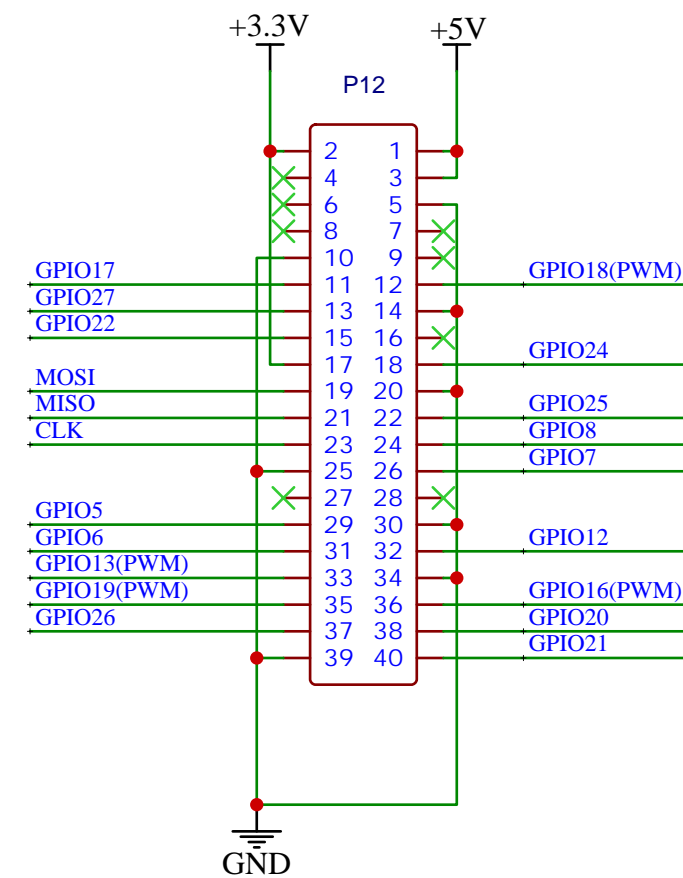 +3.3V +5V
P12
2 1
4 3
6 5
8 7
10 9
GPIO17 11 12 GPIO18(PWM)
GPIO27 13 14
GPIO22 15 16
17 18 GPIO24
MOSI 19 20
MISO 21 22 GPIO25
CLK 23 24 GPIO8
25 26 GPIO7
27 28
GPIO5 29 30
GPIO6 31 32 GPIO12
GPIO13(PWM) 33 34
GPIO19(PWM) 35 36 GPIO16(PWM)
GPIO26 37 38 GPIO20
39 40 GPIO21
GND